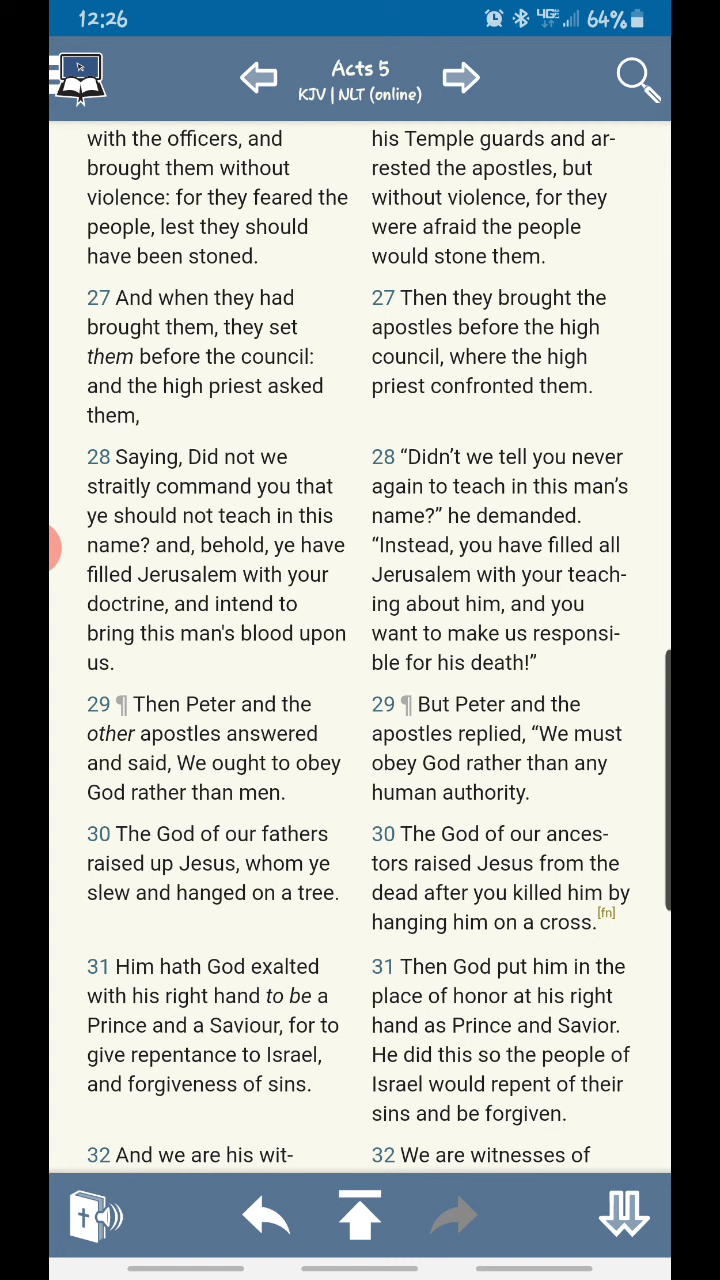 12:26
4GE 64%
Acts 5
KJV | NLT (online)
with the officers, and
brought them without
violence: for they feared the
people, lest they should
have been stoned.
27 And when they had
brought them, they set
them before the council:
and the high priest asked
them,
28 Saying, Did not we
straitly command you that
ye should not teach in this
name? and, behold, ye have
filled Jerusalem with your
doctrine, and intend to
bring this man's blood upon
us.
29 ¶ Then Peter and the
other apostles answered
and said, We ought to obey
God rather than men.
30 The God of our fathers
raised up Jesus, whom ye
slew and hanged on a tree.
31 Him hath God exalted
with his right hand to be a
Prince and a Saviour, for to
give repentance to Israel,
and forgiveness of sins.
32 And we are his wit-
his Temple guards and ar-
rested the apostles, but
without violence, for they
were afraid the people
would stone them.
27 Then they brought the
apostles before the high
council, where the high
priest confronted them.
28 “Didn’t we tell you never
again to teach in this man’s
name?” he demanded.
“Instead, you have filled all
Jerusalem with your teach-
ing about him, and you
want to make us responsi-
ble for his death!”
29 ¶ But Peter and the
apostles replied, “We must
obey God rather than any
human authority.
30 The God of our ances-
tors raised Jesus from the
dead after you killed him by
hanging him on a cross.[fn]
31 Then God put him in the
place of honor at his right
hand as Prince and Savior.
He did this so the people of
Israel would repent of their
sins and be forgiven.
32 We are witnesses of